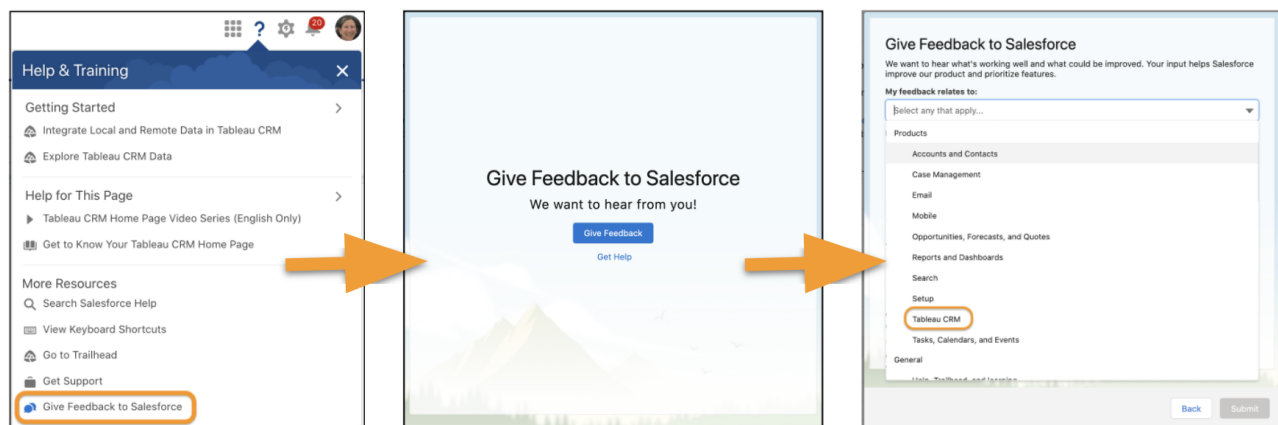 20
Help & Training
Getting Started
Integrate Local and Remote Data in Tableau CRM
Explore Tableau CRM Data
Help for This Page
Tableau CRM Home Page Video Series (English Only)
Get to Know Your Tableau CRM Home Page
More Resources
Search Salesforce Help
View Keyboard Shortcuts
Go to Trailhead
Get Support
Give Feedback to Salesforce
Give Feedback to Salesforce
We want to hear from you!
Give Feedback
Get Help
Give Feedback to Salesforce
We want to hear what's working well and what could be improved. Your input helps Salesforce
improve our product and prioritize features.
My feedback relates to:
Select any that apply...
Products
Accounts and Contacts
Case Management
Email
Mobile
Opportunities, Forecasts, and Quotes
Reports and Dashboards
Search
Setup
Tableau CRM
Tasks, Calendars, and Events
General
Help, Trailhead, and learning
Back
Submit